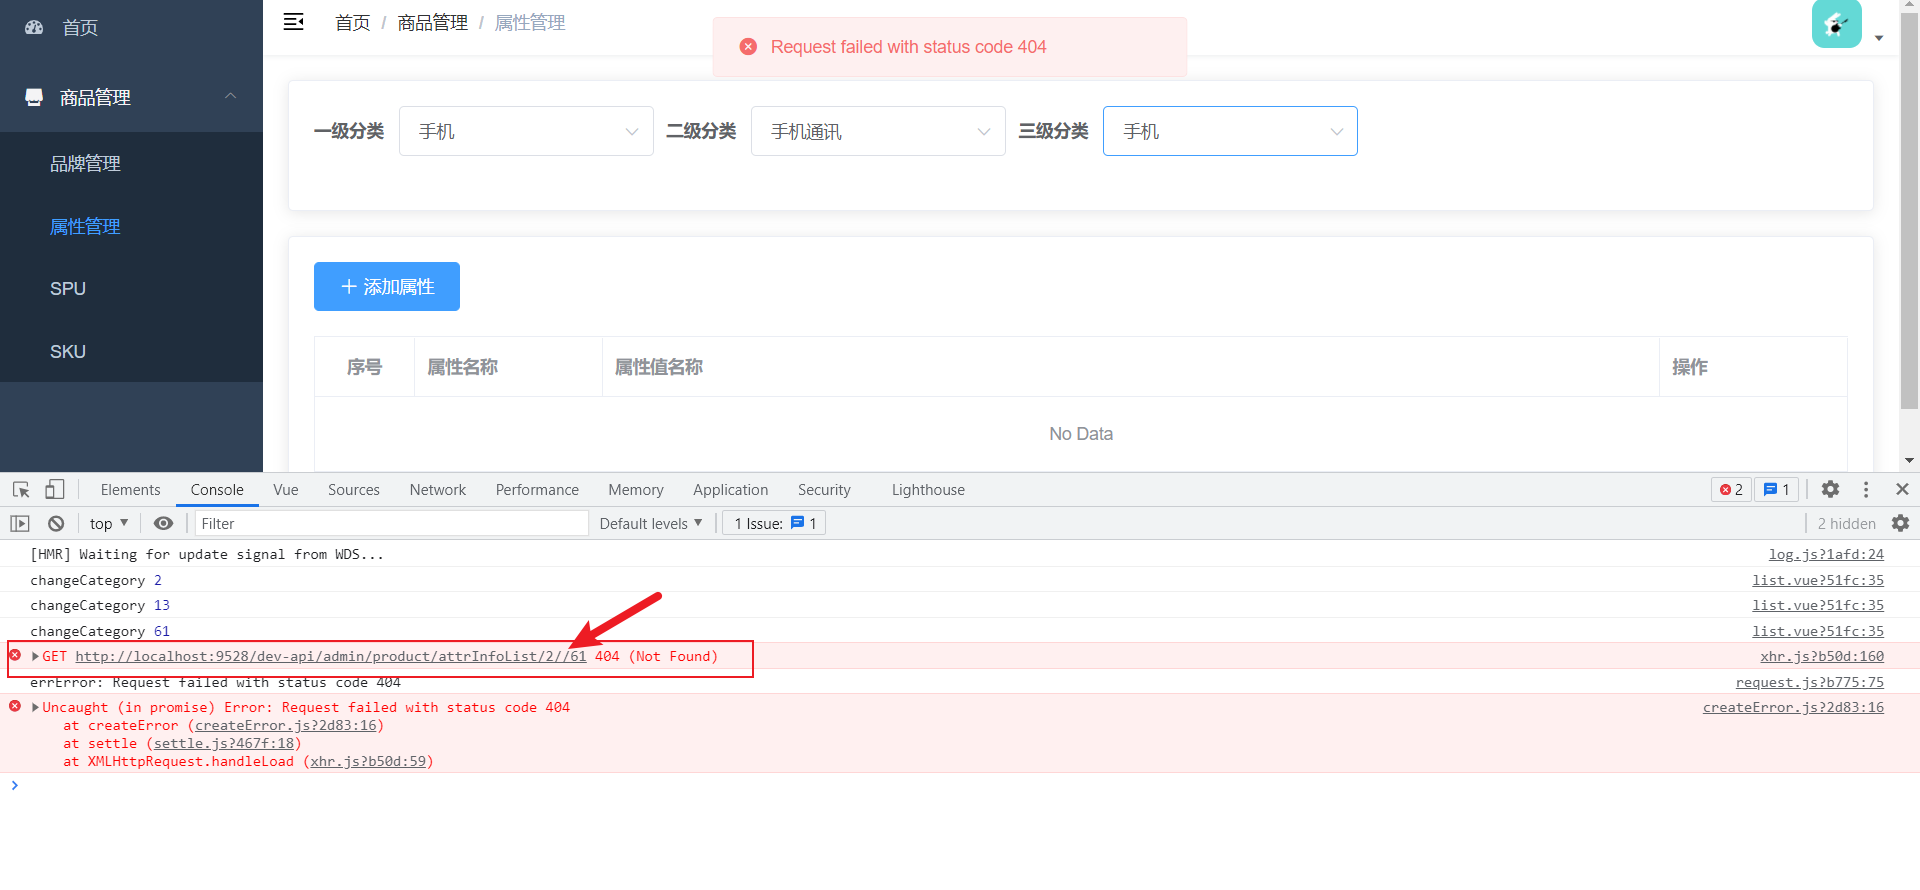 首页
商品管理
品牌管理
属性管理
SPU
SKU
首页 / 商品管理 / 属性管理
Request failed with status code 404
一级分类 手机 二级分类 手机通讯 三级分类 手机
添加属性
序号 属性名称 属性值名称 操作
No Data
Elements Console Vue Sources Network Performance Memory Application Security Lighthouse 2 1
top Filter Default levels 1 Issue: 1 2 hidden
[HMR] Waiting for update signal from WDS... log.js?1afd:24
changeCategory 2 list.vue?51fc:35
changeCategory 13 list.vue?51fc:35
changeCategory 61 list.vue?51fc:35
GET http://localhost:9528/dev-api/admin/product/attrInfoList/2//61 404 (Not Found) xhr.js?b50d:160
errError: Request failed with status code 404 request.js?b775:75
Uncaught (in promise) Error: Request failed with status code 404 createError.js?2d83:16
at createError (createError.js?2d83:16)
at settle (settle.js?467f:18)
at XMLHttpRequest.handleLoad (xhr.js?b50d:59)